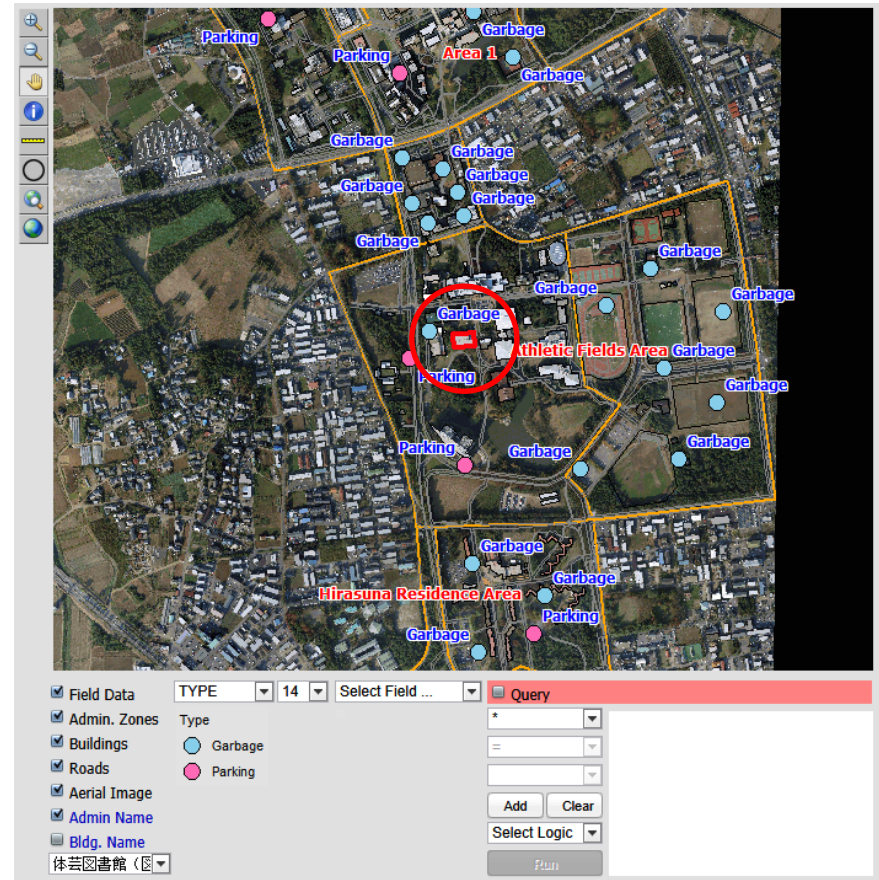 Garbage
Parking
Area 1
Parking
Garbage
Garbage
Garbage
Garbage
Garbage
Garbage
Garbage
Garbage
Garbage
Garbage
Garbage
Athletic Fields Area
Garbage
Parking
Garbage
Garbage
Parking
Garbage
Garbage
Garbage
Hirasuna Residence Area
Parking
Garbage
Field Data
TYPE
14
Select Field ...
Query
Admin. Zones
Type
*
Buildings
Garbage
=
Roads
Parking
Aerial Image
Add
Clear
Admin Name
Select Logic
Bldg. Name
体芸図書館（図
Run